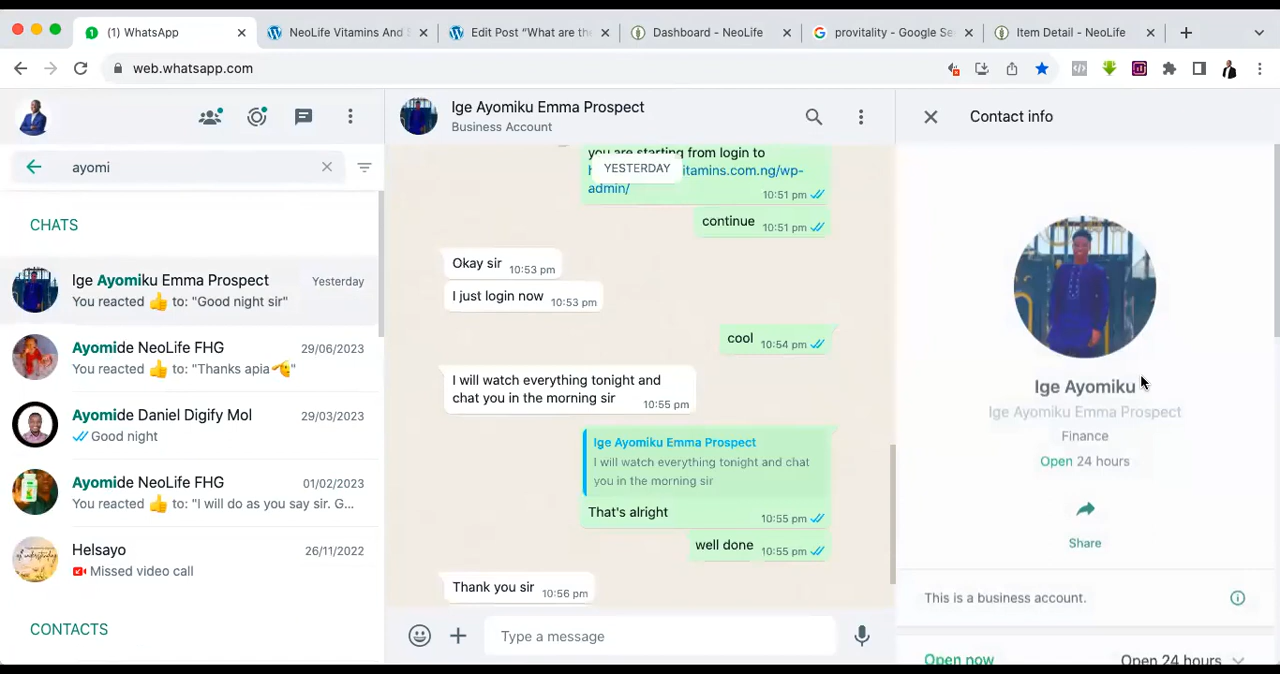 (1) WhatsApp
NeoLife Vitamins And S
Edit Post “What are the
Dashboard - NeoLife
provitality - Google Se
Item Detail - NeoLife
web.whatsapp.com
ayomi
CHATS
Ige Ayomiku Emma Prospect
Yesterday
You reacted 👍 to: "Good night sir"
Ayomide NeoLife FHG
29/06/2023
You reacted 👍 to: "Thanks apia🫡"
Ayomide Daniel Digify Mol
29/03/2023
Good night
Ayomide NeoLife FHG
01/02/2023
You reacted 👍 to: "I will do as you say sir. G...
Helsayo
26/11/2022
Missed video call
CONTACTS
Ige Ayomiku Emma Prospect
Business Account
you are starting from login to
YESTERDAY
itamins.com.ng/wp-
admin/
10:51 pm
continue 10:51 pm
Okay sir 10:53 pm
I just login now 10:53 pm
cool 10:54 pm
I will watch everything tonight and
chat you in the morning sir 10:55 pm
Ige Ayomiku Emma Prospect
I will watch everything tonight and chat
you in the morning sir
That's alright 10:55 pm
well done 10:55 pm
Thank you sir 10:56 pm
Type a message
Contact info
Ige Ayomiku
Ige Ayomiku Emma Prospect
Finance
Open 24 hours
Share
This is a business account.
Open now
Open 24 hours